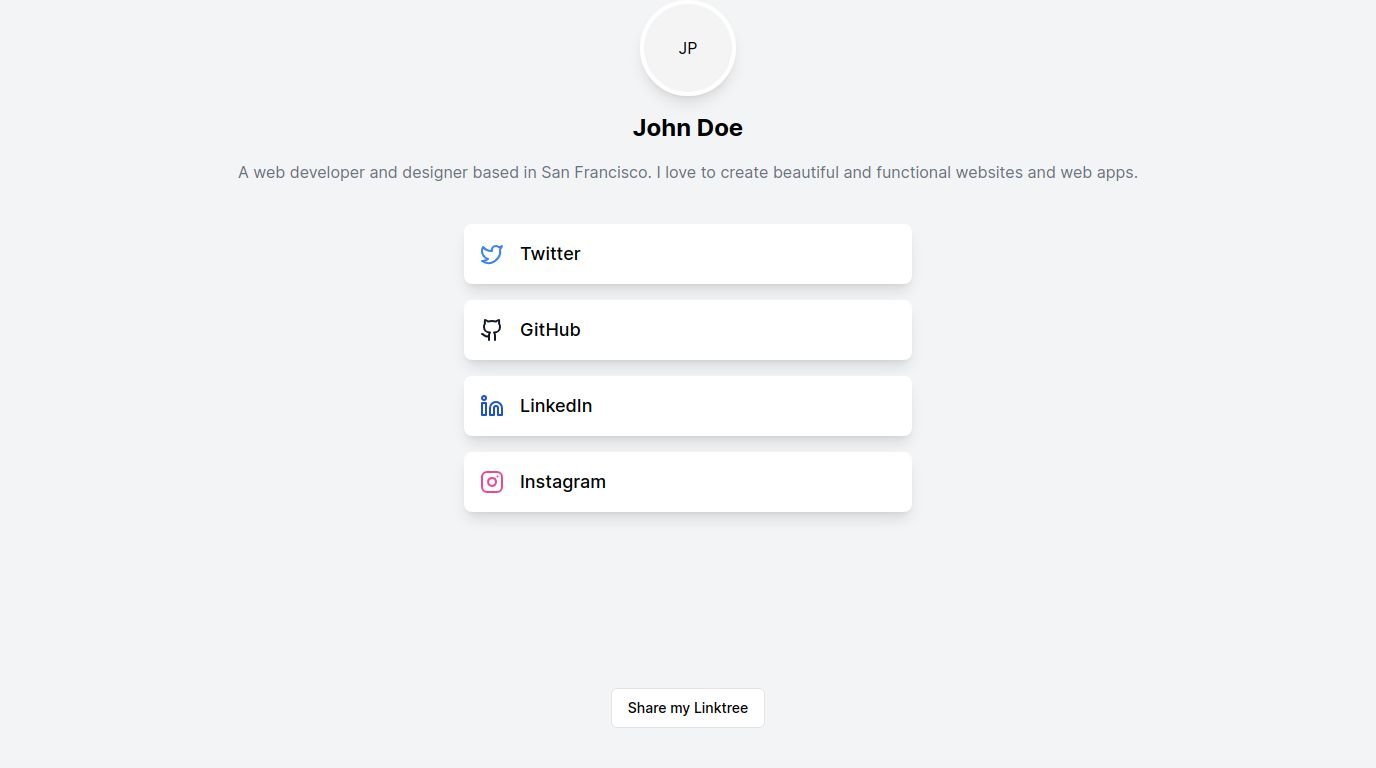 JP
John Doe
A web developer and designer based in San Francisco. I love to create beautiful and functional websites and web apps.
Twitter
GitHub
LinkedIn
Instagram
Share my Linktree